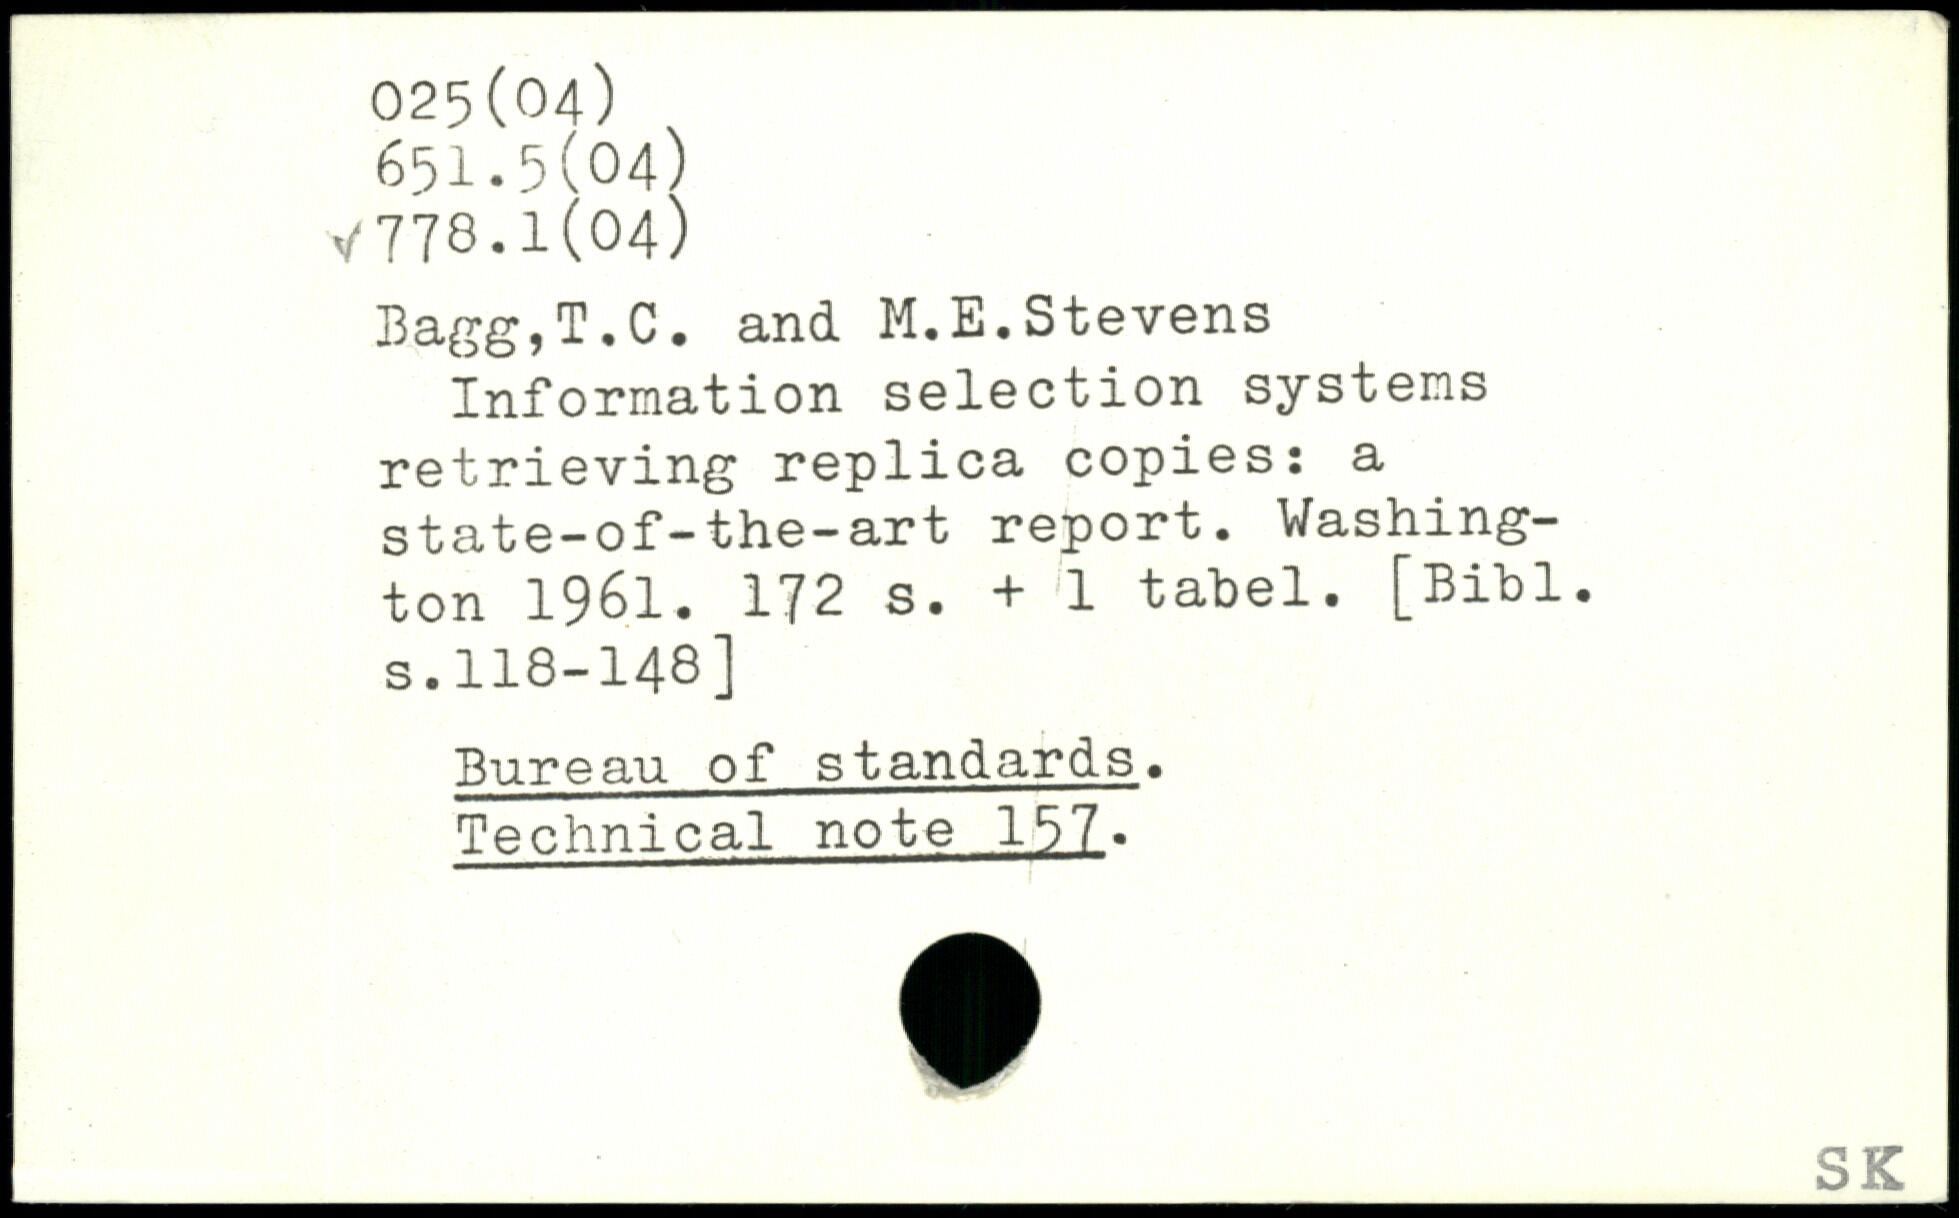 025(04)
651.5(04)
✓778.1(04)
Bagg,T.C. and M.E.Stevens
Information selection systems
retrieving replica copies: a
state-of-the-art report. Washing-
ton 1961. 172 s. + 1 tabel. [Bibl.
s.118-148]
Bureau of standards.
Technical note 157.
SK